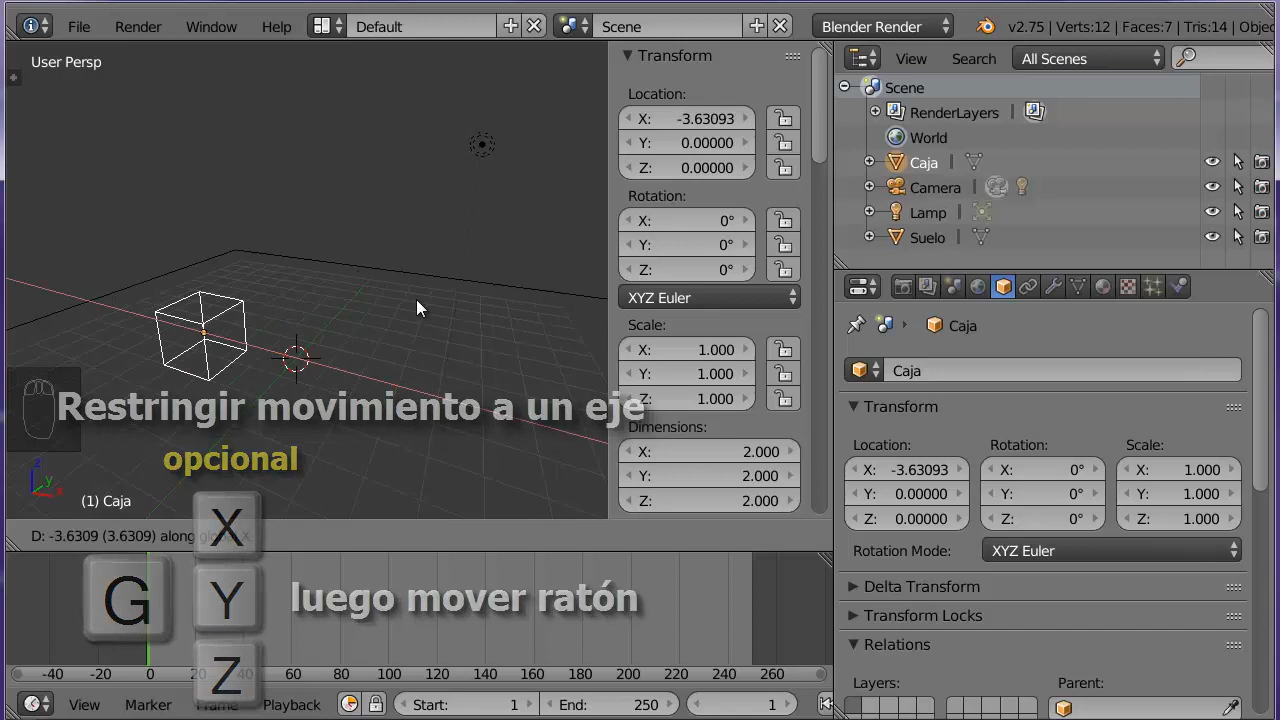 File Render Window Help Default Scene Blender Render v2.75 | Verts:12 | Faces:7 | Tris:14 | Objec
User Persp
(1) Caja
D: -3.6309 (3.6309) along global X
Transform
Location:
X: -3.63093
Y: 0.00000
Z: 0.00000
Rotation:
X: 0°
Y: 0°
Z: 0°
XYZ Euler
Scale:
X: 1.000
Y: 1.000
Z: 1.000
Dimensions:
X: 2.000
Y: 2.000
Z: 2.000
View Search All Scenes
Scene
RenderLayers
World
Caja
Camera
Lamp
Suelo
Caja
Caja
Transform
Location: Rotation: Scale:
X: -3.63093 X: 0° X: 1.000
Y: 0.00000 Y: 0° Y: 1.000
Z: 0.00000 Z: 0° Z: 1.000
Rotation Mode: XYZ Euler
Delta Transform
Transform Locks
Relations
Layers: Parent:
Restringir movimiento a un eje
opcional
X
G Y luego mover ratón
Z
z
y
x
-40 -20 0 20 40 60 80 100 120 140 160 180 200 220 240 260
View Marker Frame Playback Start: 1 End: 250 1